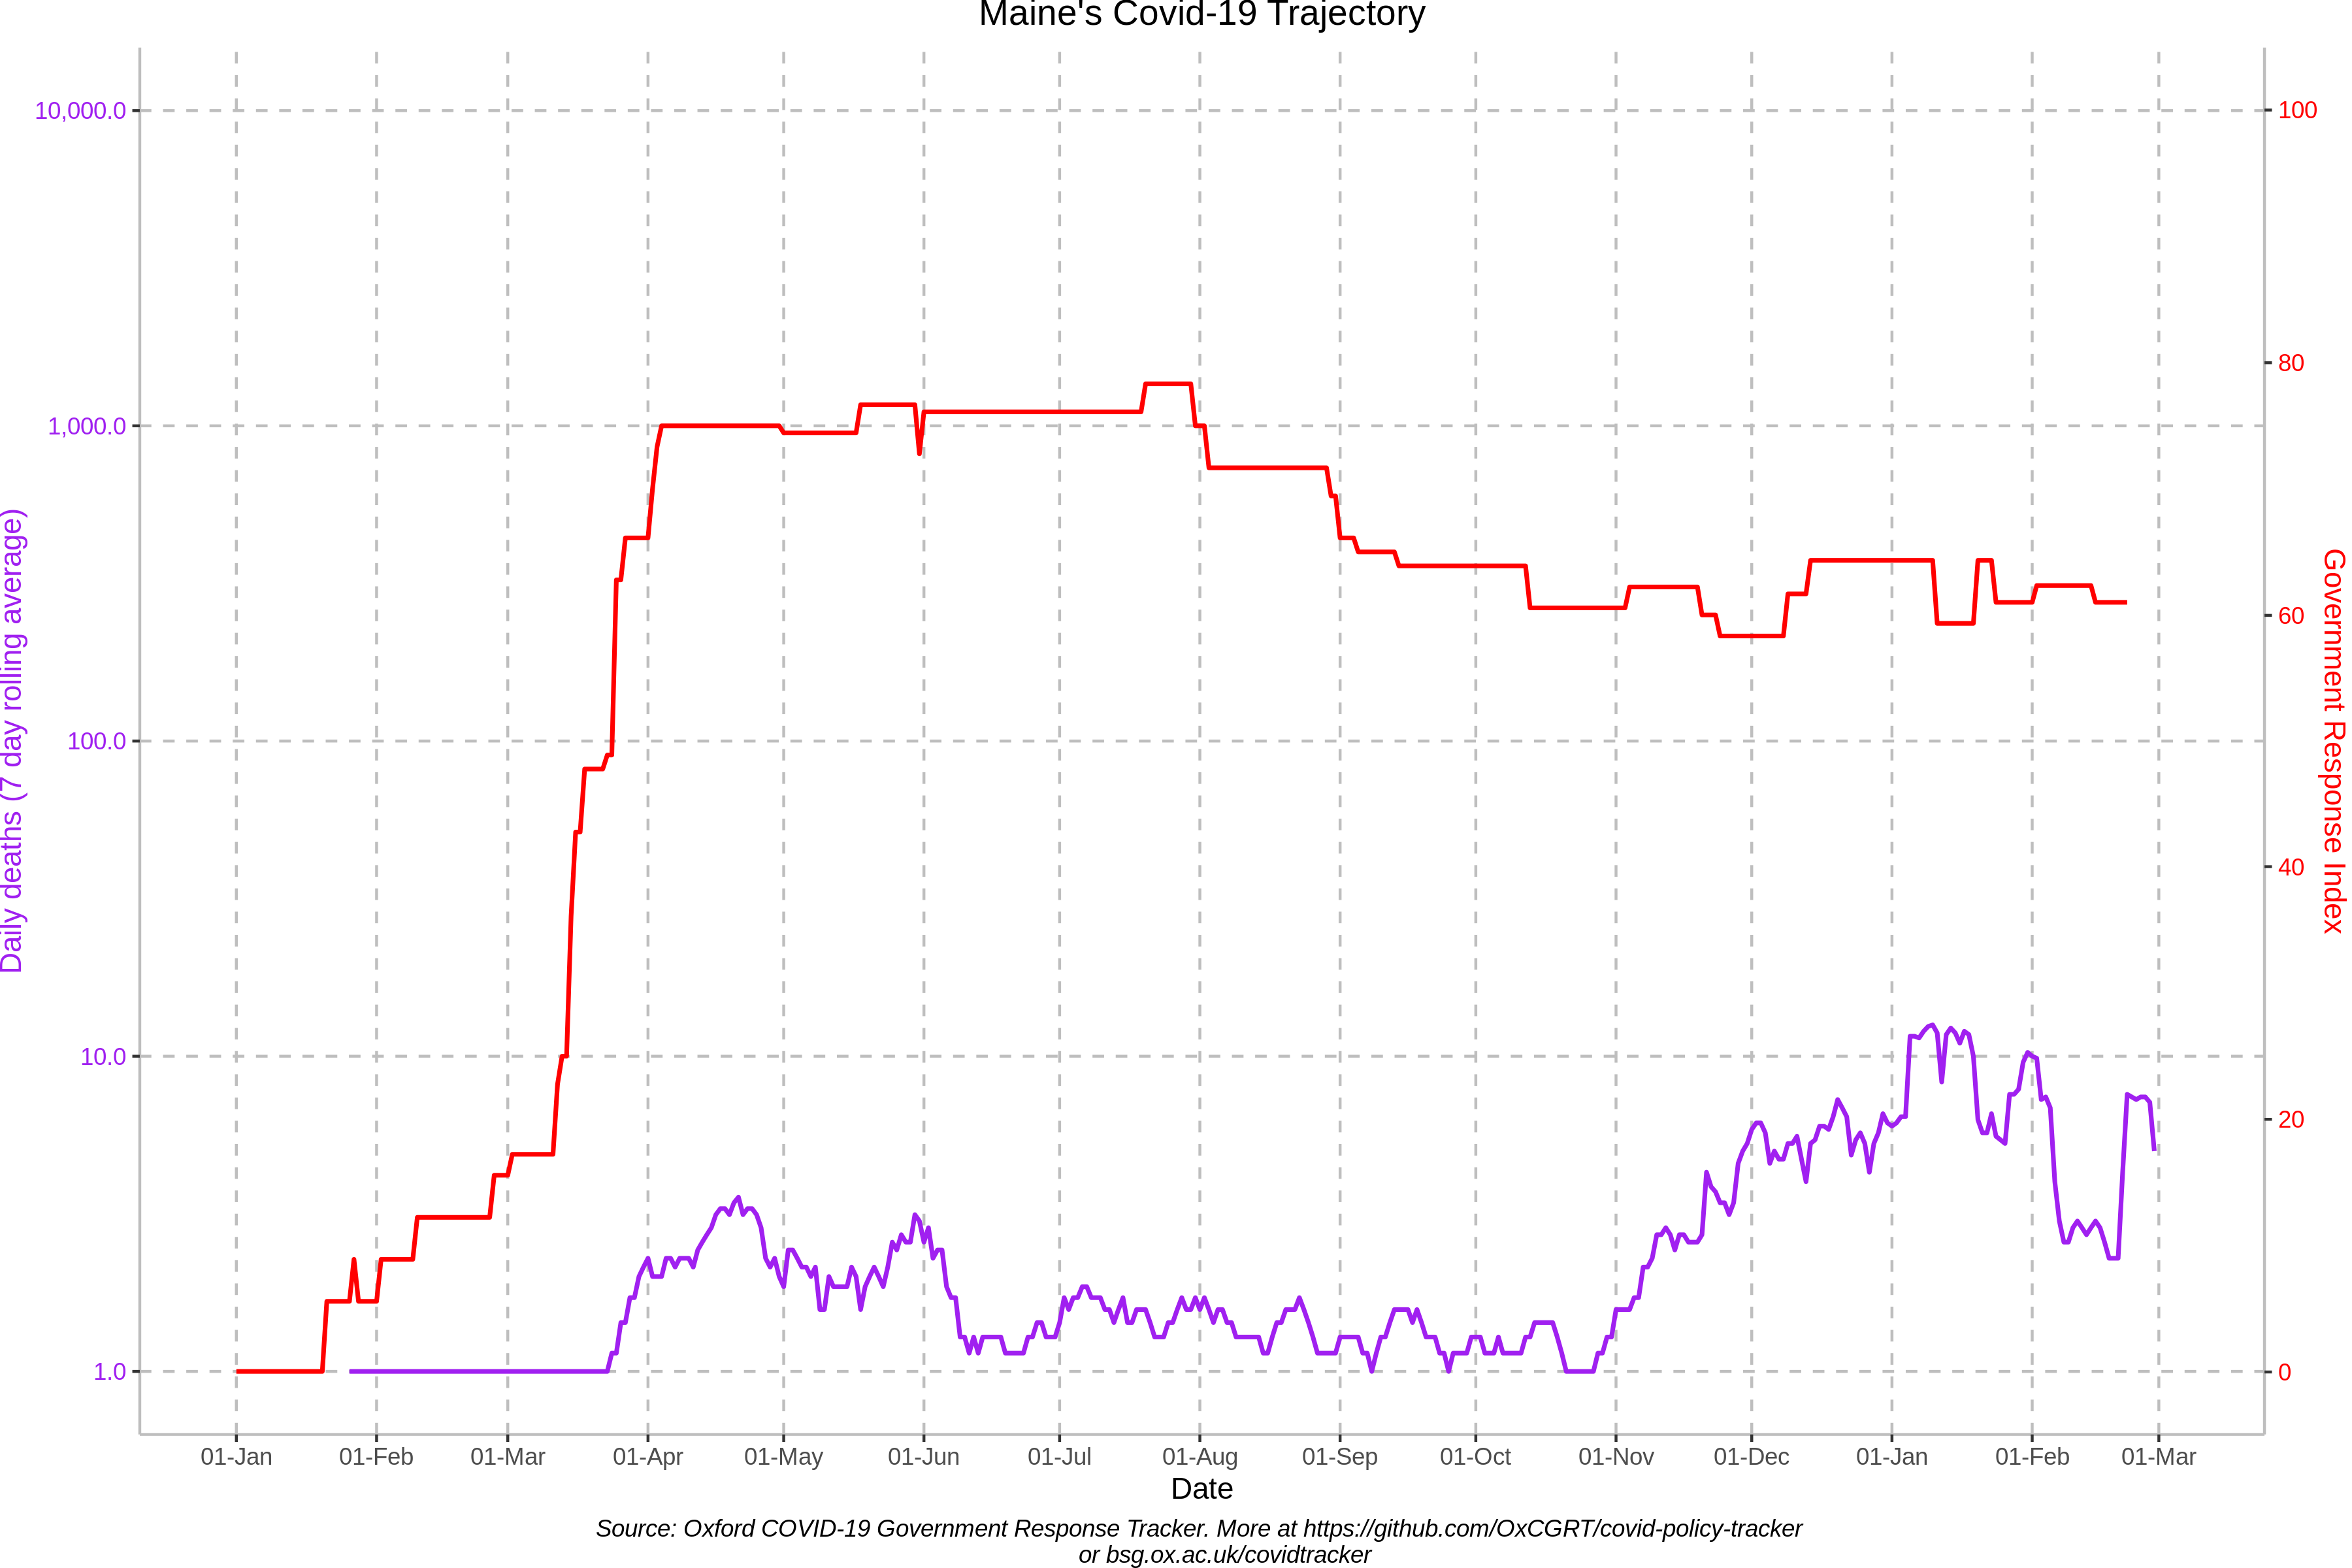 Maine's Covid-19 Trajectory
10,000.0
1,000.0
100.0
10.0
1.0
Daily deaths (7 day rolling average)
100
80
60
40
20
0
Government Response Index
01-Jan 01-Feb 01-Mar 01-Apr 01-May 01-Jun 01-Jul 01-Aug 01-Sep 01-Oct 01-Nov 01-Dec 01-Jan 01-Feb 01-Mar
Date
Source: Oxford COVID-19 Government Response Tracker. More at https://github.com/OxCGRT/covid-policy-tracker
or bsg.ox.ac.uk/covidtracker